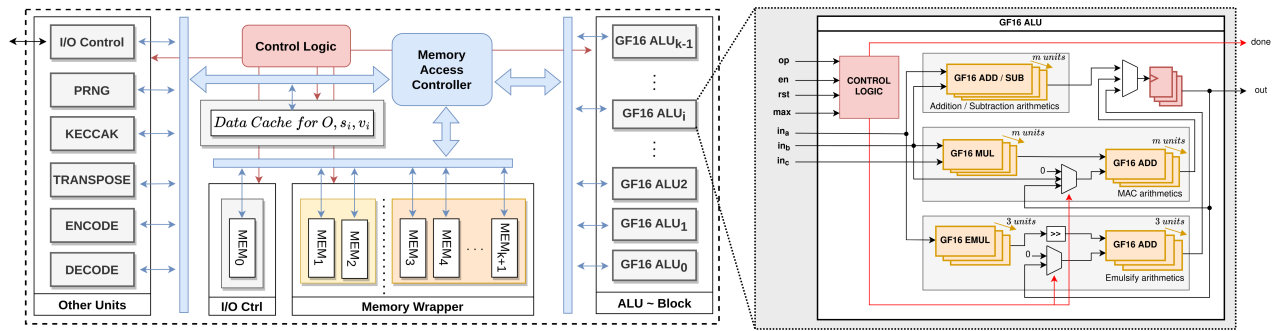 I/O Control
PRNG
KECCAK
TRANSPOSE
ENCODE
DECODE
Other Units
Control Logic
Memory
Access
Controller
Data Cache for O, s_i, v_i
MEM_0
I/O Ctrl
MEM_1
MEM_2
MEM_3
MEM_4
. . .
MEM_{k+1}
Memory Wrapper
GF16 ALU_{k-1}
GF16 ALU_i
GF16 ALU2
GF16 ALU_1
GF16 ALU_0
ALU ~ Block
GF16 ALU
op
en
rst
max
in_a
in_b
in_c
CONTROL
LOGIC
m units
GF16 ADD / SUB
Addition / Subtraction arithmetics
m units
GF16 MUL
0
m units
GF16 ADD
MAC arithmetics
3 units
GF16 EMUL
>>
0
3 units
GF16 ADD
Emulsify arithmetics
done
out